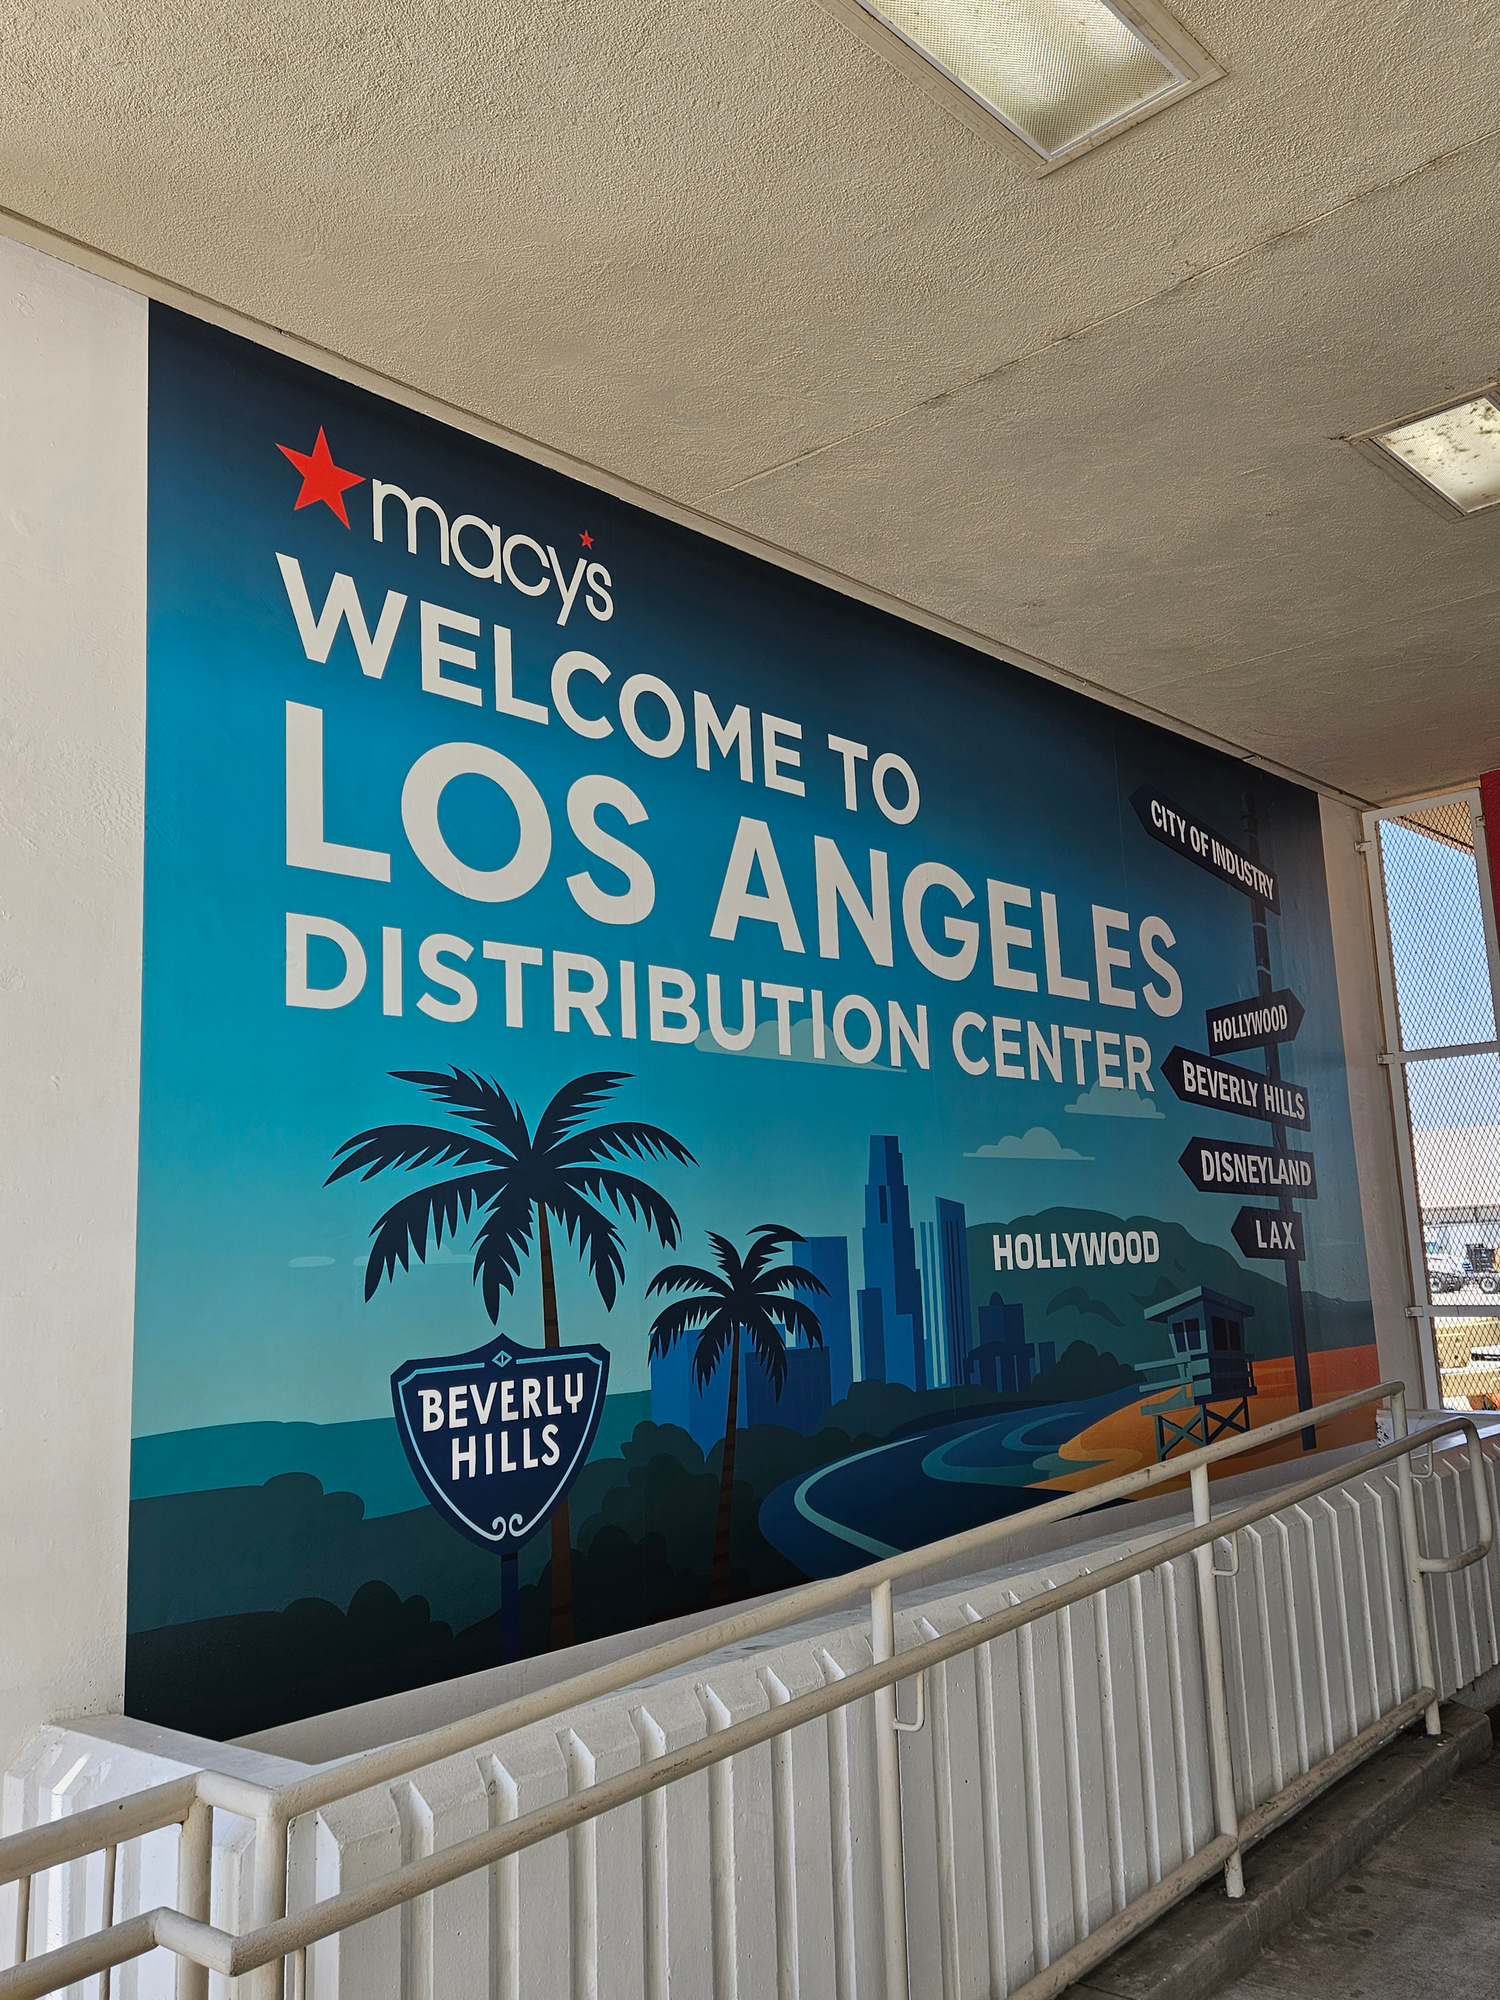 macy's
WELCOME TO
LOS ANGELES
DISTRIBUTION CENTER
CITY OF INDUSTRY
HOLLYWOOD
BEVERLY HILLS
DISNEYLAND
LAX
HOLLYWOOD
BEVERLY
HILLS